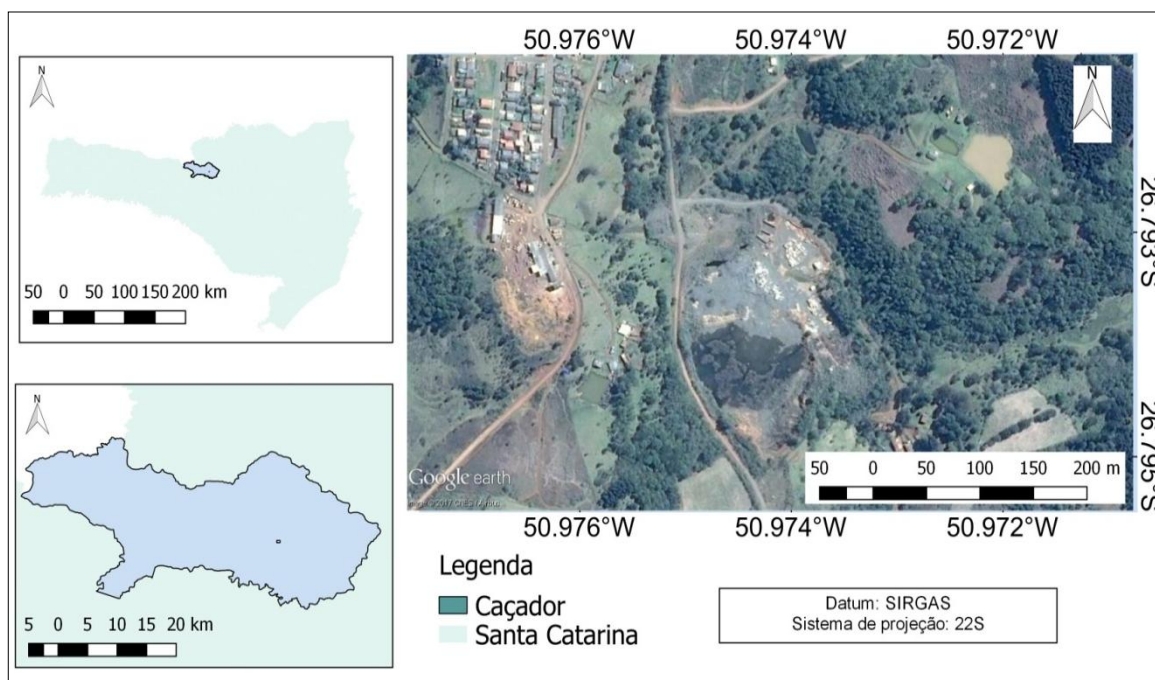 N
50 0 50 100 150 200 km
N
5 0 5 10 15 20 km
50.976°W 50.974°W 50.972°W
N
26.793°S
26.795°S
Google earth
50 0 50 100 150 200 m
50.976°W 50.974°W 50.972°W
Legenda
Caçador
Santa Catarina
Datum: SIRGAS
Sistema de projeção: 22S